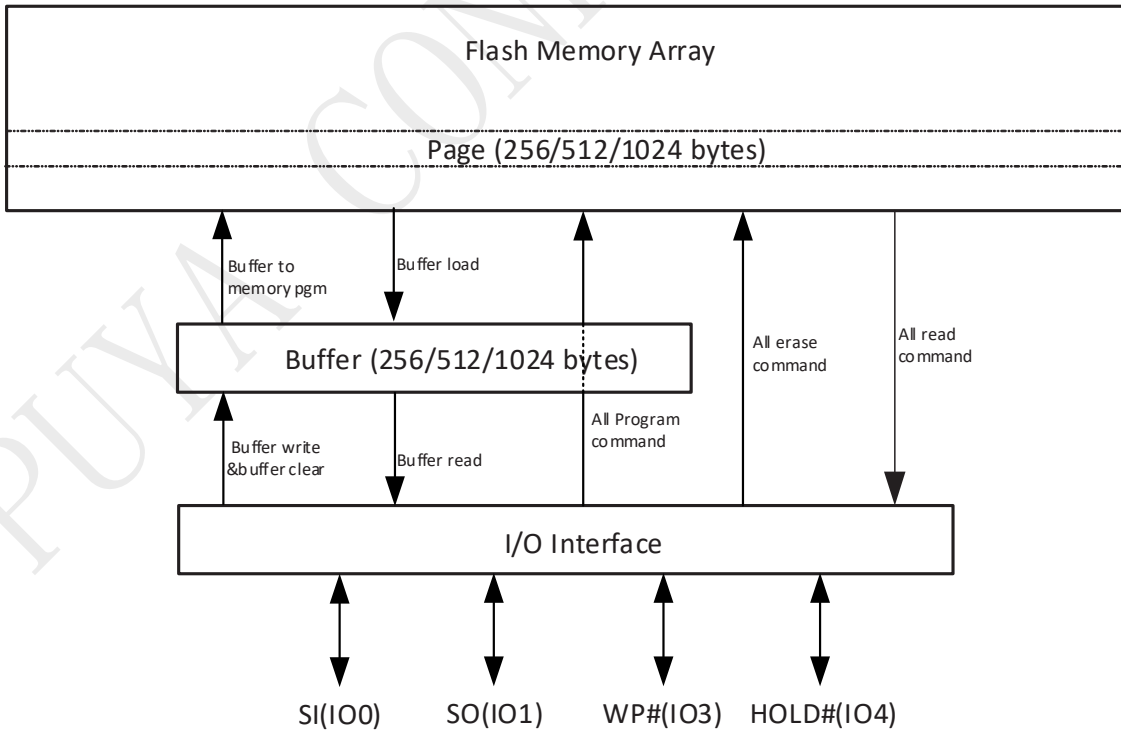 Flash Memory Array
Page (256/512/1024 bytes)
Buffer to
memory pgm
Buffer load
All erase
command
All read
command
Buffer (256/512/1024 bytes)
Buffer write
&buffer clear
Buffer read
All Program
command
I/O Interface
SI(IO0)
SO(IO1)
WP#(IO3)
HOLD#(IO4)
PUYA CON